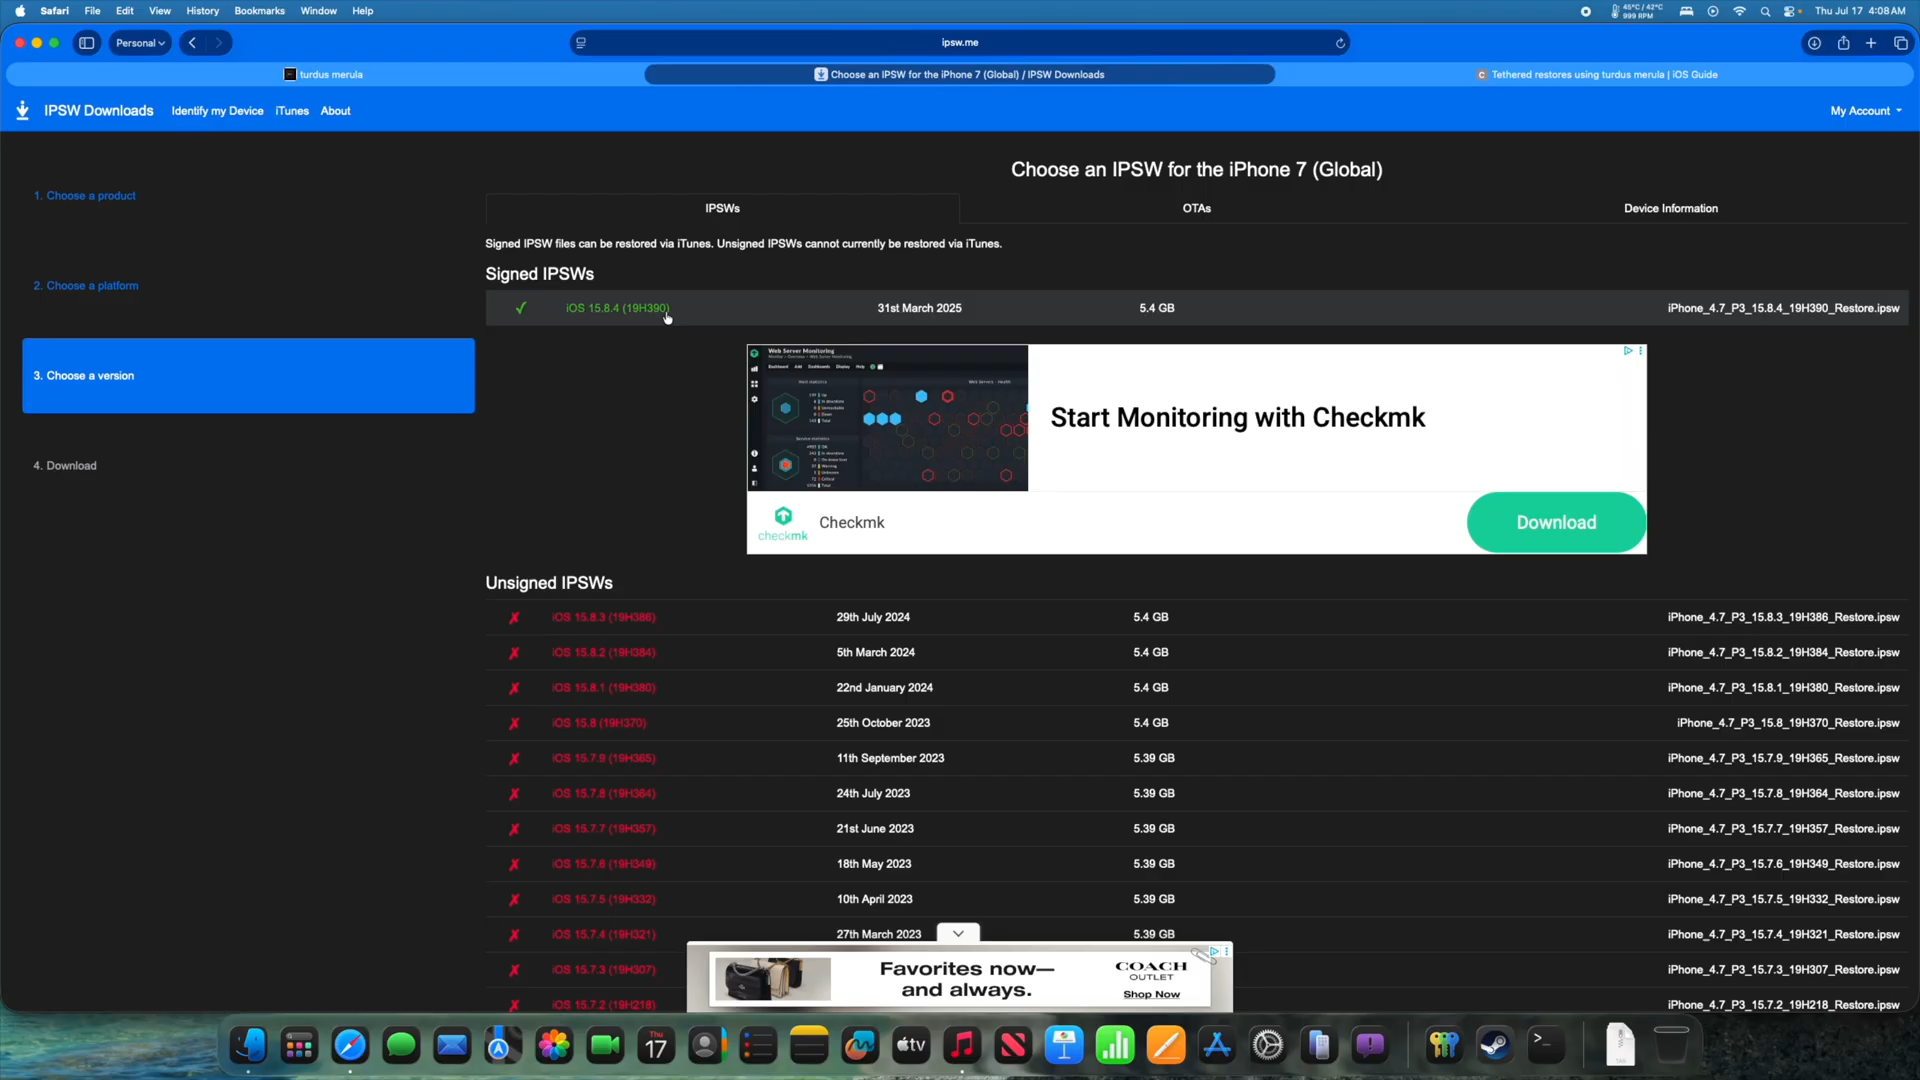 Safari File Edit View History Bookmarks Window Help
45°C / 42°C
999 RPM
Thu Jul 17 4:08 AM
Personal
ipsw.me
turdus merula
Choose an IPSW for the iPhone 7 (Global) / IPSW Downloads
C Tethered restores using turdus merula | iOS Guide
IPSW Downloads Identify my Device iTunes About
My Account
1. Choose a product
2. Choose a platform
3. Choose a version
4. Download
Choose an IPSW for the iPhone 7 (Global)
IPSWs OTAs Device Information
Signed IPSW files can be restored via iTunes. Unsigned IPSWs cannot currently be restored via iTunes.
Signed IPSWs
✓ iOS 15.8.4 (19H390) 31st March 2025 5.4 GB iPhone_4.7_P3_15.8.4_19H390_Restore.ipsw
Web Server Monitoring
Start Monitoring with Checkmk
checkmk
Checkmk
Download
Unsigned IPSWs
✗ iOS 15.8.3 (19H386) 29th July 2024 5.4 GB iPhone_4.7_P3_15.8.3_19H386_Restore.ipsw
✗ iOS 15.8.2 (19H384) 5th March 2024 5.4 GB iPhone_4.7_P3_15.8.2_19H384_Restore.ipsw
✗ iOS 15.8.1 (19H380) 22nd January 2024 5.4 GB iPhone_4.7_P3_15.8.1_19H380_Restore.ipsw
✗ iOS 15.8 (19H370) 25th October 2023 5.4 GB iPhone_4.7_P3_15.8_19H370_Restore.ipsw
✗ iOS 15.7.9 (19H365) 11th September 2023 5.39 GB iPhone_4.7_P3_15.7.9_19H365_Restore.ipsw
✗ iOS 15.7.8 (19H364) 24th July 2023 5.39 GB iPhone_4.7_P3_15.7.8_19H364_Restore.ipsw
✗ iOS 15.7.7 (19H357) 21st June 2023 5.39 GB iPhone_4.7_P3_15.7.7_19H357_Restore.ipsw
✗ iOS 15.7.6 (19H349) 18th May 2023 5.39 GB iPhone_4.7_P3_15.7.6_19H349_Restore.ipsw
✗ iOS 15.7.5 (19H332) 10th April 2023 5.39 GB iPhone_4.7_P3_15.7.5_19H332_Restore.ipsw
✗ iOS 15.7.4 (19H321) 27th March 2023 5.39 GB iPhone_4.7_P3_15.7.4_19H321_Restore.ipsw
✗ iOS 15.7.3 (19H307) iPhone_4.7_P3_15.7.3_19H307_Restore.ipsw
✗ iOS 15.7.2 (19H218) iPhone_4.7_P3_15.7.2_19H218_Restore.ipsw
Favorites now—
and always.
COACH
OUTLET
Shop Now
Thu
17
tv